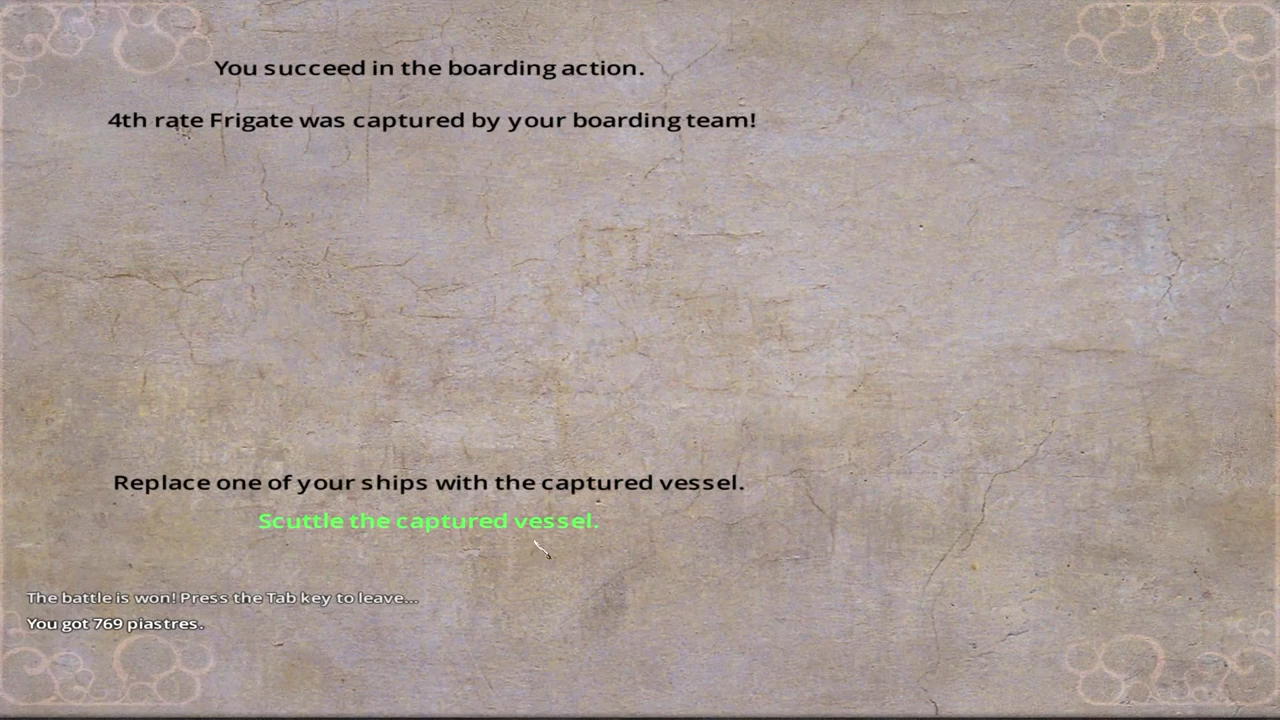 You succeed in the boarding action.
4th rate Frigate was captured by your boarding team!
Replace one of your ships with the captured vessel.
Scuttle the captured vessel.
The battle is won! Press the Tab key to leave...
You got 769 piastres.